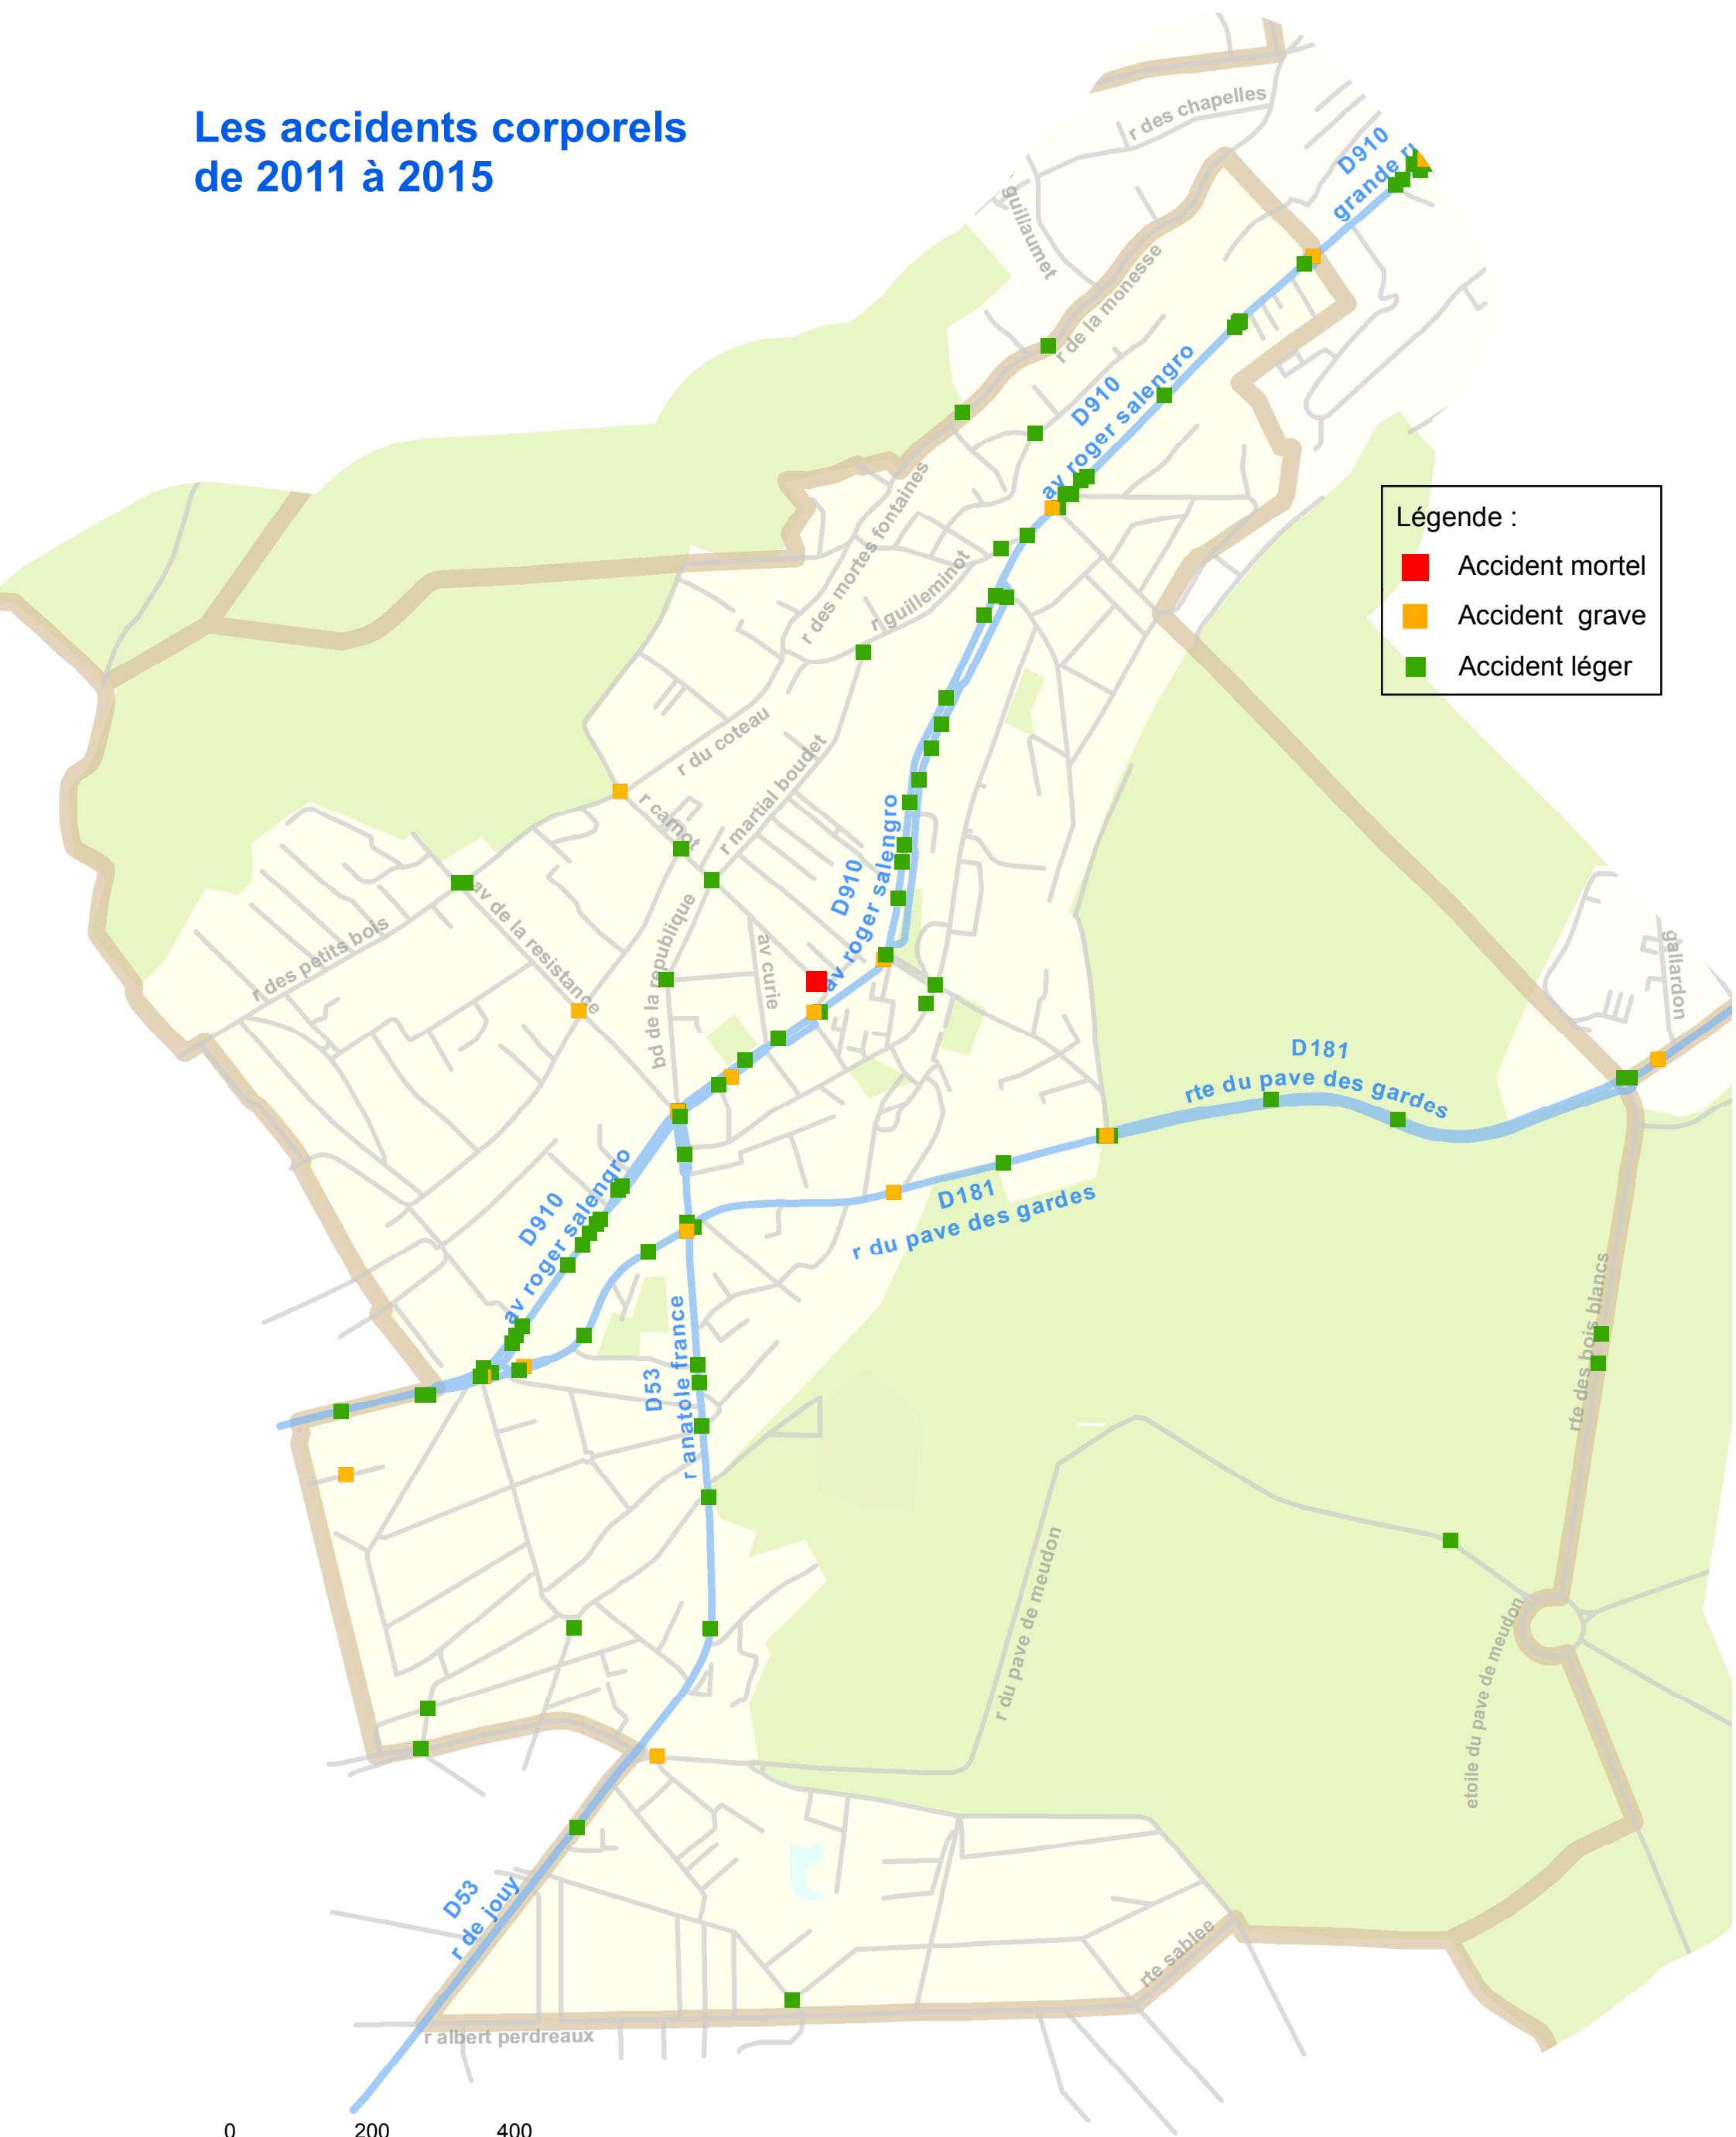 Les accidents corporels
de 2011 à 2015
r des chapelles
D910
grande ru
guillaumet
r de la monesse
D910
av roger salengro
Légende :
Accident mortel
Accident  grave
Accident léger
r des mortes fontaines
r guilleminot
r du coteau
r martial boudet
r carnot
D910
av roger salengro
av de la resistance
r des petits bois
bd de la republique
av curie
gallardon
D181
rte du pave des gardes
D181
r du pave des gardes
D910
av roger salengro
D53
r anatole france
rte des bois blancs
r du pave de meudon
etoile du pave de meudon
D53
r de jouy
rte sablee
r albert perdreaux
0 200 400